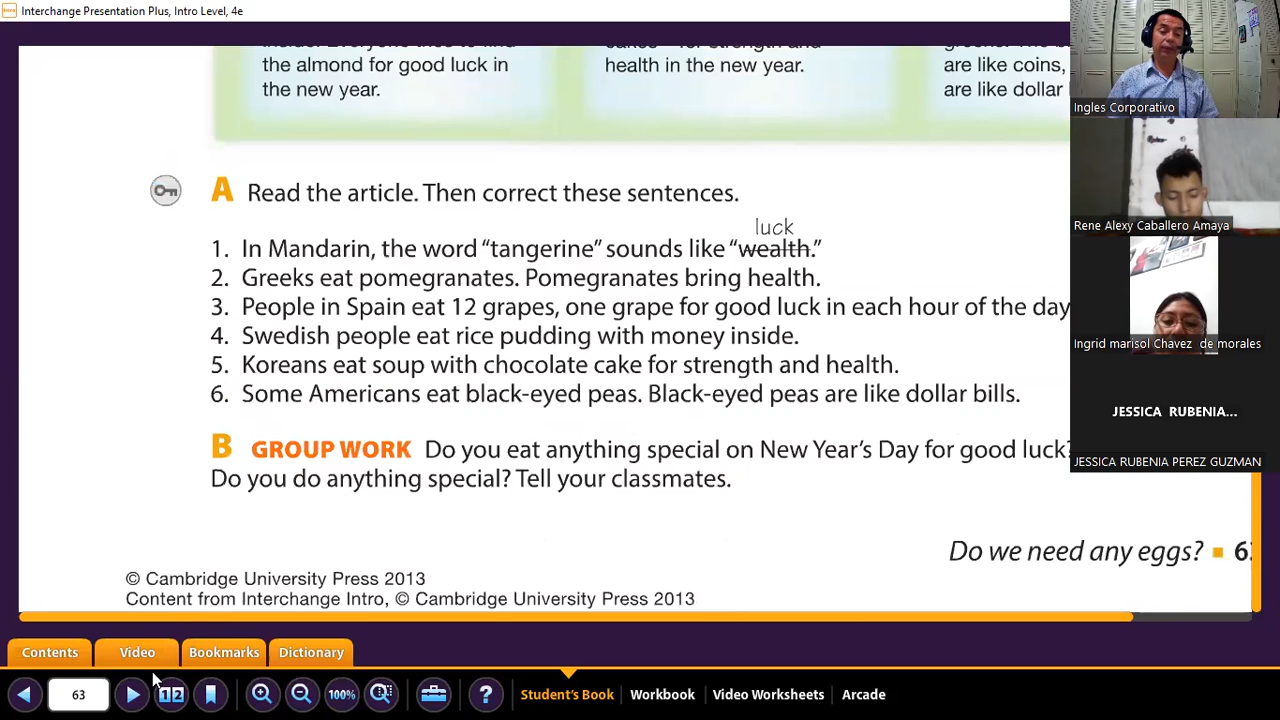 Interchange Presentation Plus, Intro Level, 4e
the almond for good luck in
the new year.
health in the new year.
are like coins,
are like dollar
A Read the article. Then correct these sentences.
luck
1. In Mandarin, the word “tangerine” sounds like “wealth.”
2. Greeks eat pomegranates. Pomegranates bring health.
3. People in Spain eat 12 grapes, one grape for good luck in each hour of the day
4. Swedish people eat rice pudding with money inside.
5. Koreans eat soup with chocolate cake for strength and health.
6. Some Americans eat black-eyed peas. Black-eyed peas are like dollar bills.
B GROUP WORK Do you eat anything special on New Year’s Day for good luck?
Do you do anything special? Tell your classmates.
Do we need any eggs? ■ 63
© Cambridge University Press 2013
Content from Interchange Intro, © Cambridge University Press 2013
Contents Video Bookmarks Dictionary
63 12 100% ? Student's Book Workbook Video Worksheets Arcade
Ingles Corporativo
Rene Alexy Caballero Amaya
Ingrid marisol Chavez de morales
JESSICA RUBENIA...
JESSICA RUBENIA PEREZ GUZMAN